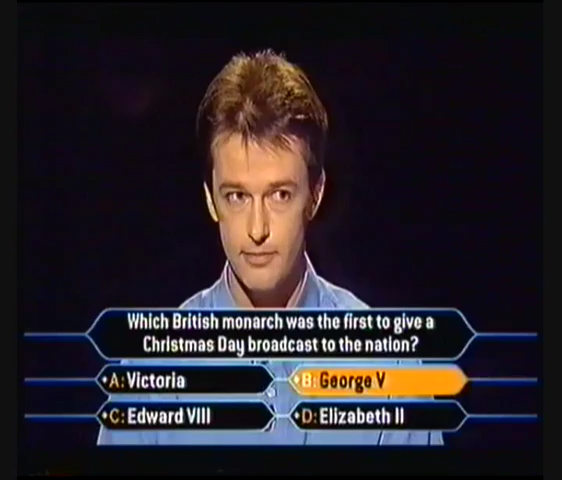 Which British monarch was the first to give a
Christmas Day broadcast to the nation?
A: Victoria
B: George V
C: Edward VIII
D: Elizabeth II